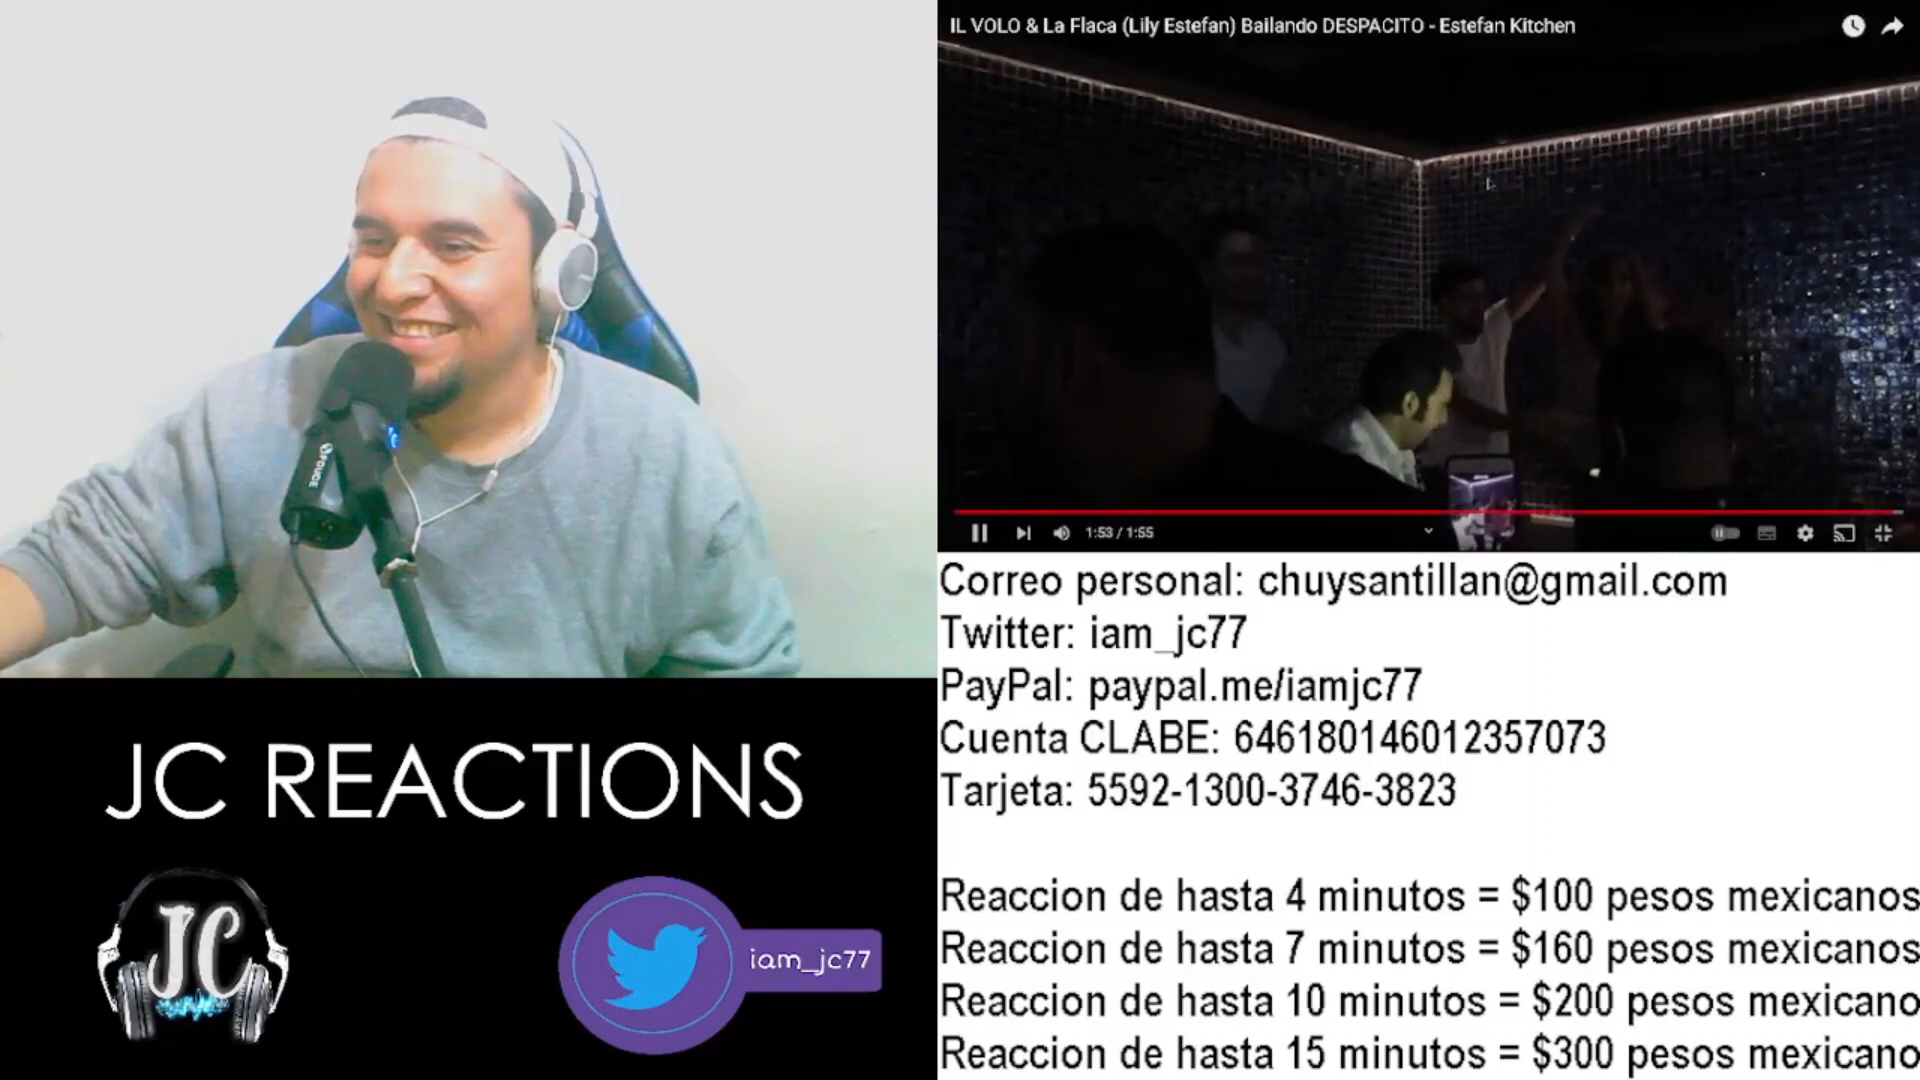 IL VOLO & La Flaca (Lily Estefan) Bailando DESPACITO - Estefan Kitchen
1:53 / 1:55
FDUCE
Correo personal: chuysantillan@gmail.com
Twitter: iam_jc77
PayPal: paypal.me/iamjc77
Cuenta CLABE: 646180146012357073
Tarjeta: 5592-1300-3746-3823
JC REACTIONS
JC
iam_jc77
Reaccion de hasta 4 minutos = $100 pesos mexicanos
Reaccion de hasta 7 minutos = $160 pesos mexicanos
Reaccion de hasta 10 minutos = $200 pesos mexicano
Reaccion de hasta 15 minutos = $300 pesos mexicano